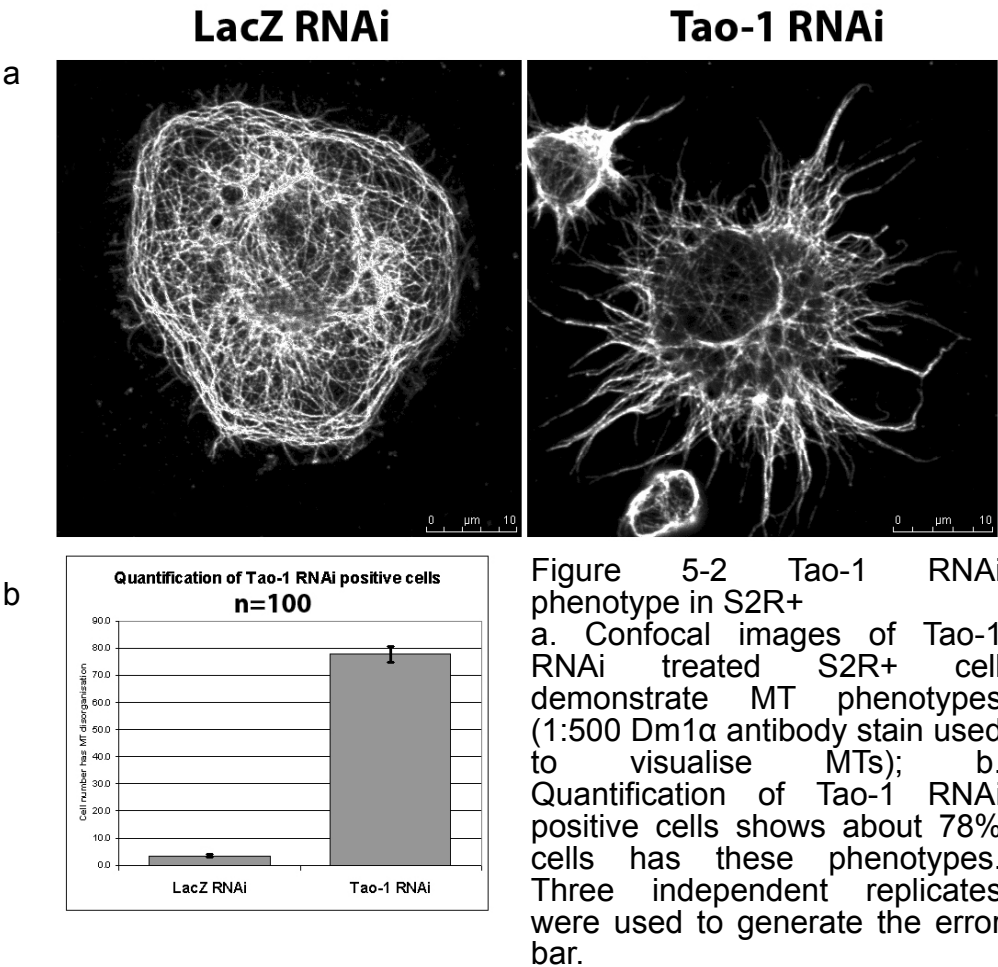 LacZ RNAi Tao-1 RNAi
a
0 µm 10
0 µm 10
b
Quantification of Tao-1 RNAi positive cells
n=100
Cell number has MT disorganisation
90.0
80.0
70.0
60.0
50.0
40.0
30.0
20.0
10.0
0.0
LacZ RNAi Tao-1 RNAi
Figure 5-2 Tao-1 RNAi
phenotype in S2R+
a. Confocal images of Tao-1
RNAi treated S2R+ cell
demonstrate MT phenotypes
(1:500 Dm1α antibody stain used
to visualise MTs); b.
Quantification of Tao-1 RNAi
positive cells shows about 78%
cells has these phenotypes.
Three independent replicates
were used to generate the error
bar.